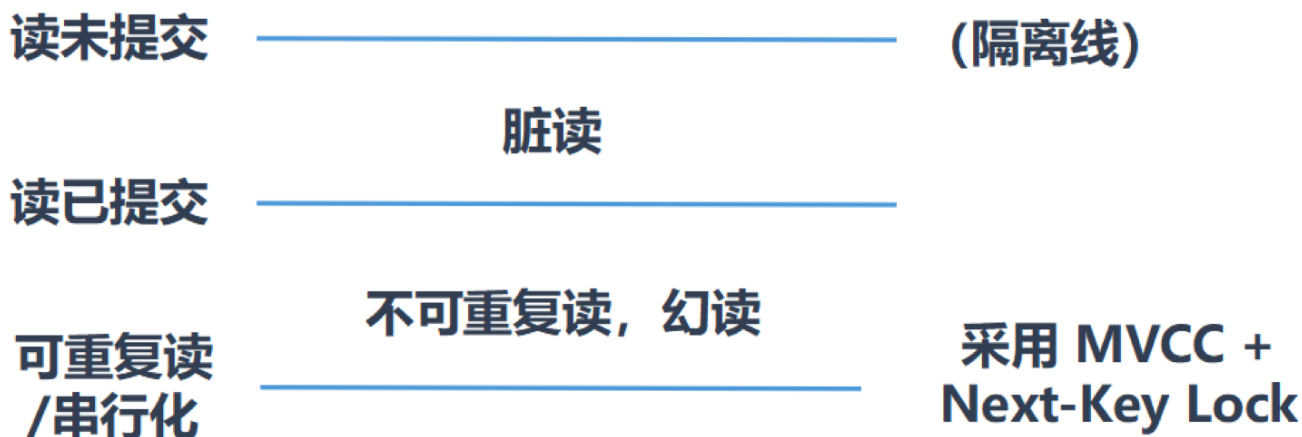 读未提交
（隔离线）
脏读
读已提交
不可重复读，幻读
可重复读
/串行化
采用 MVCC +
Next-Key Lock